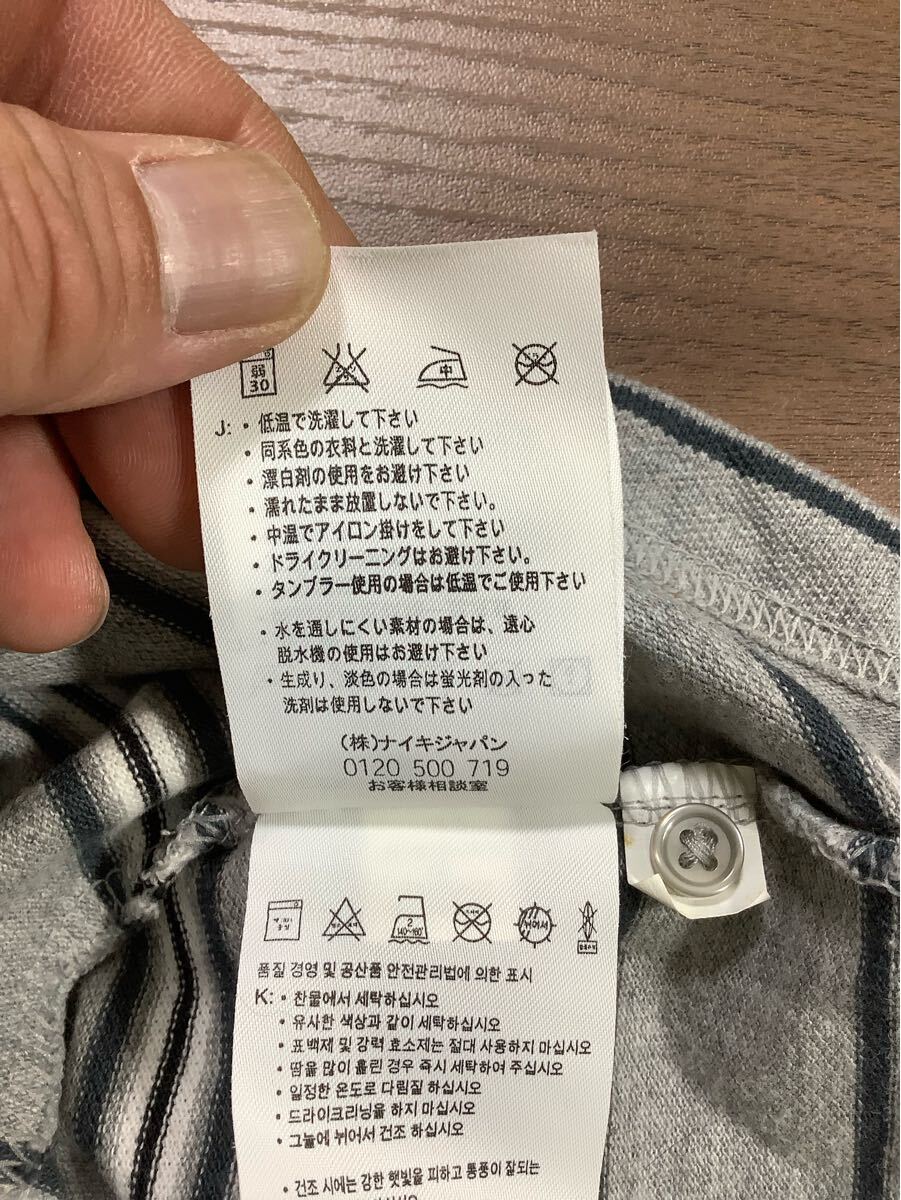 弱
30
中
J: • 低温で洗濯して下さい
• 同系色の衣料と洗濯して下さい
• 漂白剤の使用をお避け下さい
• 濡れたまま放置しないで下さい。
• 中温でアイロン掛けをして下さい
• ドライクリーニングはお避け下さい。
• タンブラー使用の場合は低温でご使用下さい
• 水を通しにくい素材の場合は、遠心
脱水機の使用はお避け下さい
• 生成り、淡色の場合は蛍光剤の入った
洗剤は使用しないで下さい
(株)ナイキジャパン
0120 500 719
お客様相談室
2
140~160
품질 경영 및 공산품 안전관리법에 의한 표시
K: • 찬물에서 세탁하십시오
• 유사한 색상과 같이 세탁하십시오
• 표백제 및 강력 효소제는 절대 사용하지 마십시오
• 땀을 많이 흘린 경우 즉시 세탁하여 주십시오
• 일정한 온도로 다림질 하십시오
• 드라이크리닝을 하지 마십시오
• 그늘에 뉘어서 건조 하십시오
• 건조 시에는 강한 햇빛을 피하고 통풍이 잘되는